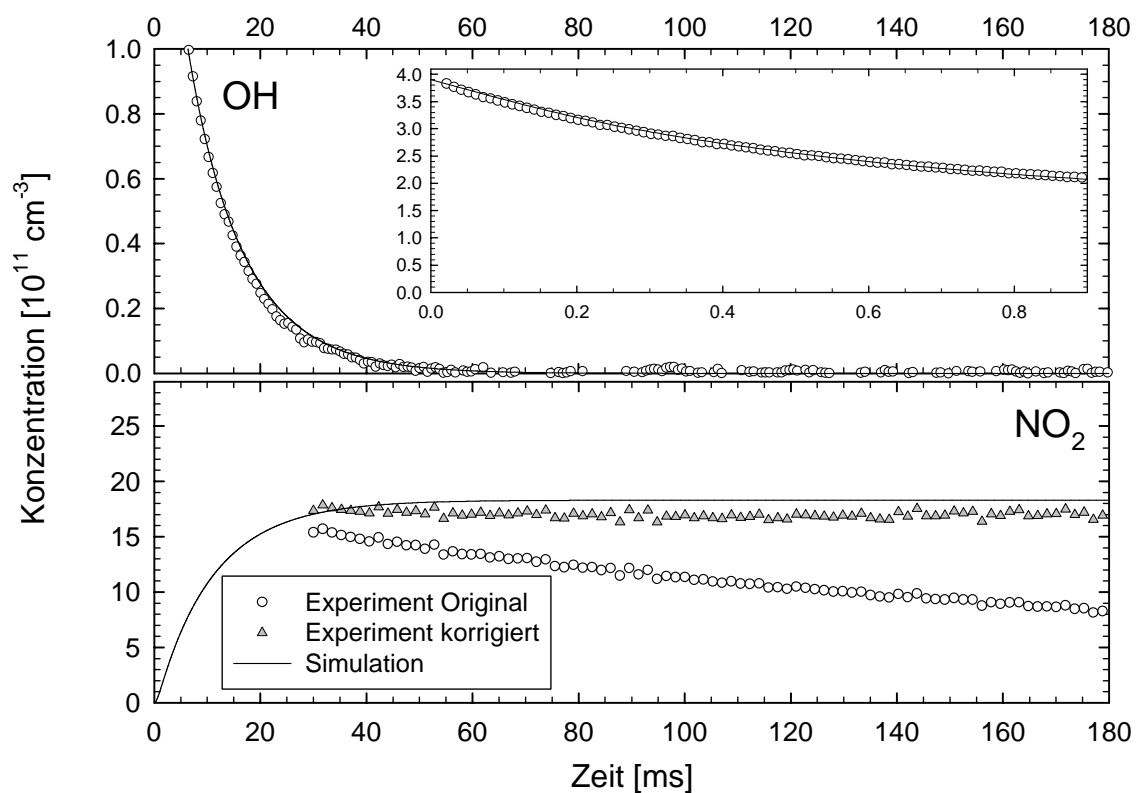 0 20 40 60 80 100 120 140 160 180
1.0
0.8
0.6
0.4
0.2
0.0
OH
4.0
3.5
3.0
2.5
2.0
1.5
1.0
0.5
0.0
0.0 0.2 0.4 0.6 0.8
Konzentration [10¹¹ cm⁻³]
25
20
15
10
5
0
NO₂
Experiment Original
Experiment korrigiert
Simulation
0 20 40 60 80 100 120 140 160 180
Zeit [ms]